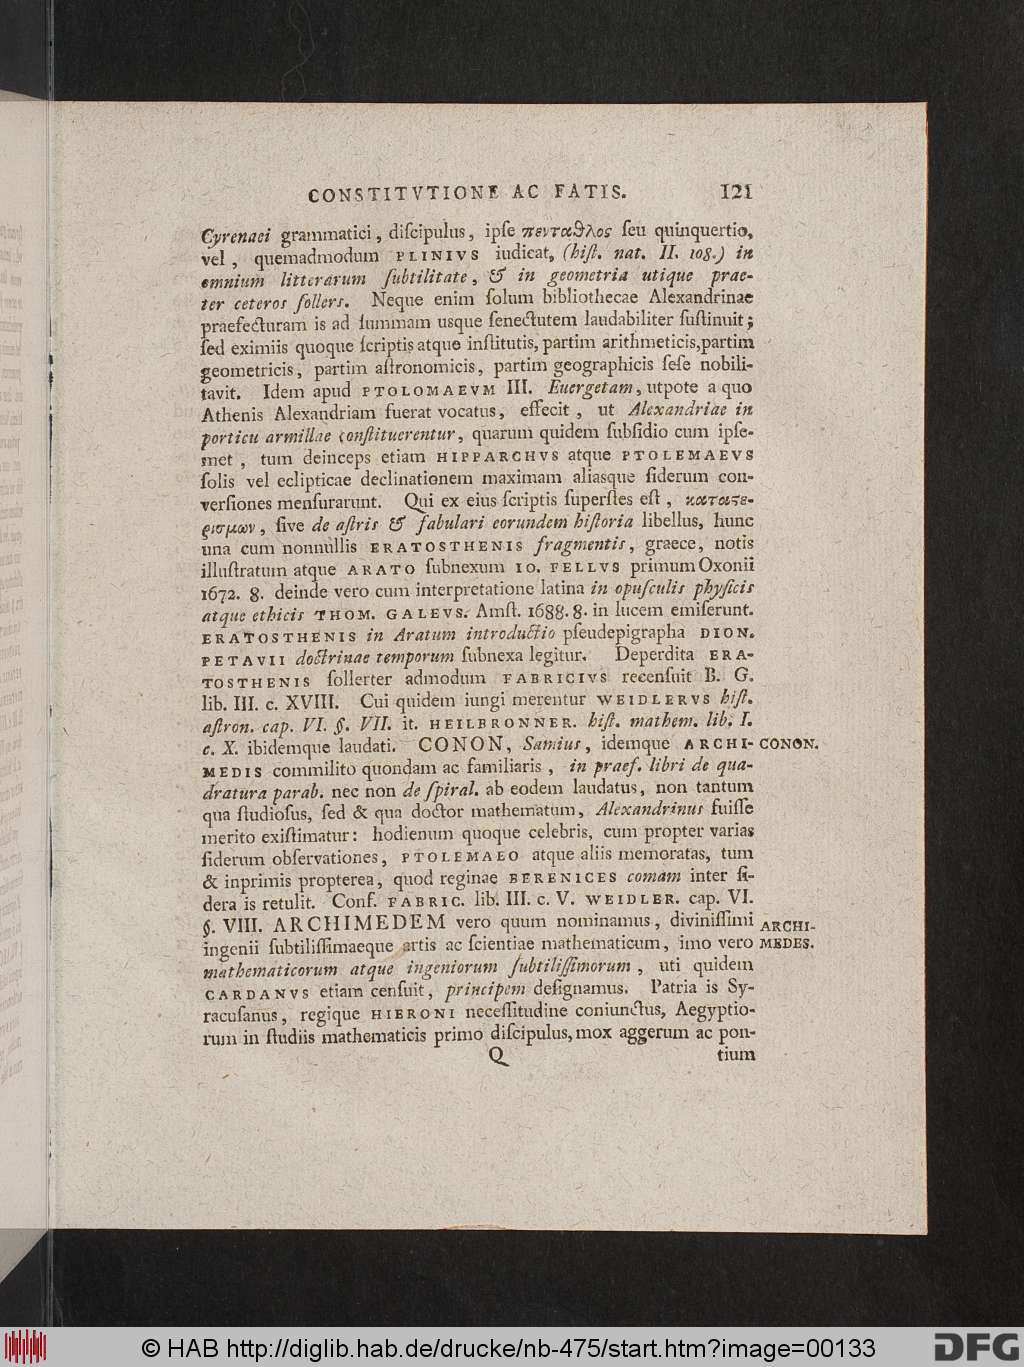 CONSTITVTIONE AC FATIS. 121
Cyrenaei grammatici, diſcipulus, ipſe πενταθλος ſeu quinquertio,
vel, quemadmodum PLINIVS iudicat, (hiſt. nat. II. 108.) in
omnium litterarum ſubtilitate, & in geometria utique prae-
ter ceteros ſollers. Neque enim ſolum bibliothecae Alexandrinae
praefecturam is ad ſummam usque ſenectutem laudabiliter ſuſtinuit;
ſed eximiis quoque ſcriptis atque inſtitutis, partim arithmeticis, partim
geometricis, partim aſtronomicis, partim geographicis ſeſe nobili-
tavit. Idem apud PTOLOMAEVM III. Euergetam, utpote a quo
Athenis Alexandriam fuerat vocatus, effecit, ut Alexandriae in
porticu armillae conſtituerentur, quarum quidem ſubſidio cum ipſe-
met, tum deinceps etiam HIPPARCHVS atque PTOLEMAEVS
ſolis vel eclipticae declinationem maximam aliasque ſiderum con-
verſiones menſurarunt. Qui ex eius ſcriptis ſuperſtes eſt, καταϛε-
ρισμων, ſive de aſtris & fabulari eorundem hiſtoria libellus, hunc
una cum nonnullis ERATOSTHENIS fragmentis, graece, notis
illuſtratum atque ARATO ſubnexum IO. FELLVS primum Oxonii
1672. 8. deinde vero cum interpretatione latina in opuſculis phyſicis
atque ethicis THOM. GALEVS. Amſt. 1688. 8. in lucem emiſerunt.
ERATOSTHENIS in Aratum introductio pſeudepigrapha DION.
PETAVII doctrinae temporum ſubnexa legitur. Deperdita ERA-
TOSTHENIS ſollerter admodum FABRICIVS recenſuit B. G.
lib. III. c. XVIII. Cui quidem iungi merentur WEIDLERVS hiſt.
aſtron. cap. VI. §. VII. it. HEILBRONNER. hiſt. mathem. lib. I.
c. X. ibidemque laudati. CONON, Samius, idemque ARCHI- CONON.
MEDIS commilito quondam ac familiaris, in praef. libri de qua-
dratura parab. nec non de ſpiral. ab eodem laudatus, non tantum
qua ſtudioſus, ſed & qua doctor mathematum, Alexandrinus fuiſſe
merito exiſtimatur: hodienum quoque celebris, cum propter varias
ſiderum obſervationes, PTOLEMAEO atque aliis memoratas, tum
& inprimis propterea, quod reginae BERENICES comam inter ſi-
dera is retulit. Conf. FABRIC. lib. III. c. V. WEIDLER. cap. VI.
§. VIII. ARCHIMEDEM vero quum nominamus, diviniſſimi ARCHI-
ingenii ſubtiliſſimaeque artis ac ſcientiae mathematicum, imo vero MEDES.
mathematicorum atque ingeniorum ſubtiliſſimorum, uti quidem
CARDANVS etiam cenſuit, principem deſignamus. Patria is Sy-
racuſanus, regique HIERONI neceſſitudine coniunctus, Aegyptio-
rum in ſtudiis mathematicis primo diſcipulus, mox aggerum ac pon-
Q tium
© HAB http://diglib.hab.de/drucke/nb-475/start.htm?image=00133 DFG